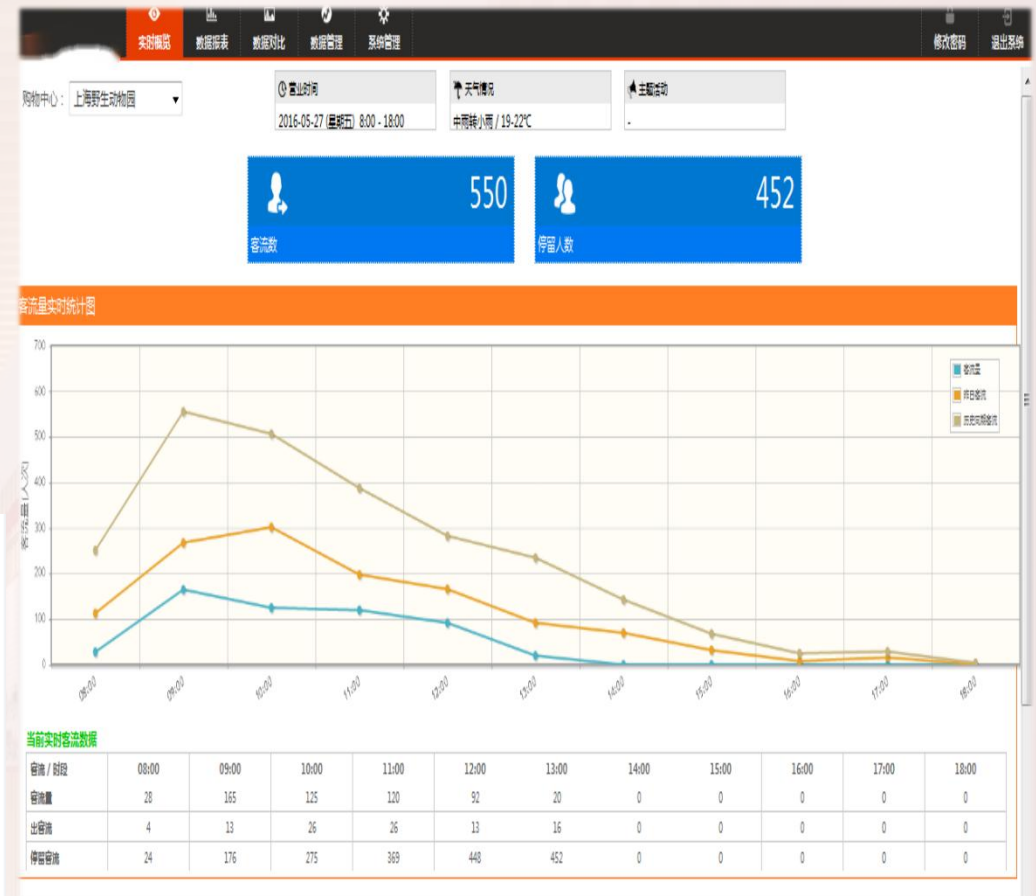 实时概览 数据报表 数据对比 数据管理 系统管理 修改密码 退出系统
购物中心： 上海野生动物园
营业时间 天气情况 主题活动
2016-05-27 (星期五) 8:00 - 18:00 中雨转小雨 / 19-22℃ -
550 452
客流数 停留人数
客流量实时统计图
700
600
500
400
300
200
100
0
客流量(人次)
客流量
昨日客流
历史同期客流
08:00 09:00 10:00 11:00 12:00 13:00 14:00 15:00 16:00 17:00 18:00
当前实时客流数据
客流 / 时段 08:00 09:00 10:00 11:00 12:00 13:00 14:00 15:00 16:00 17:00 18:00
客流量 28 165 125 120 92 20 0 0 0 0 0
出客流 4 13 26 26 13 16 0 0 0 0 0
停留客流 24 176 275 369 448 452 0 0 0 0 0